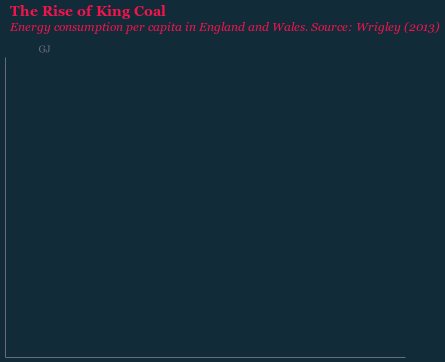 The Rise of King Coal
Energy consumption per capita in England and Wales. Source: Wrigley (2013)
GJ